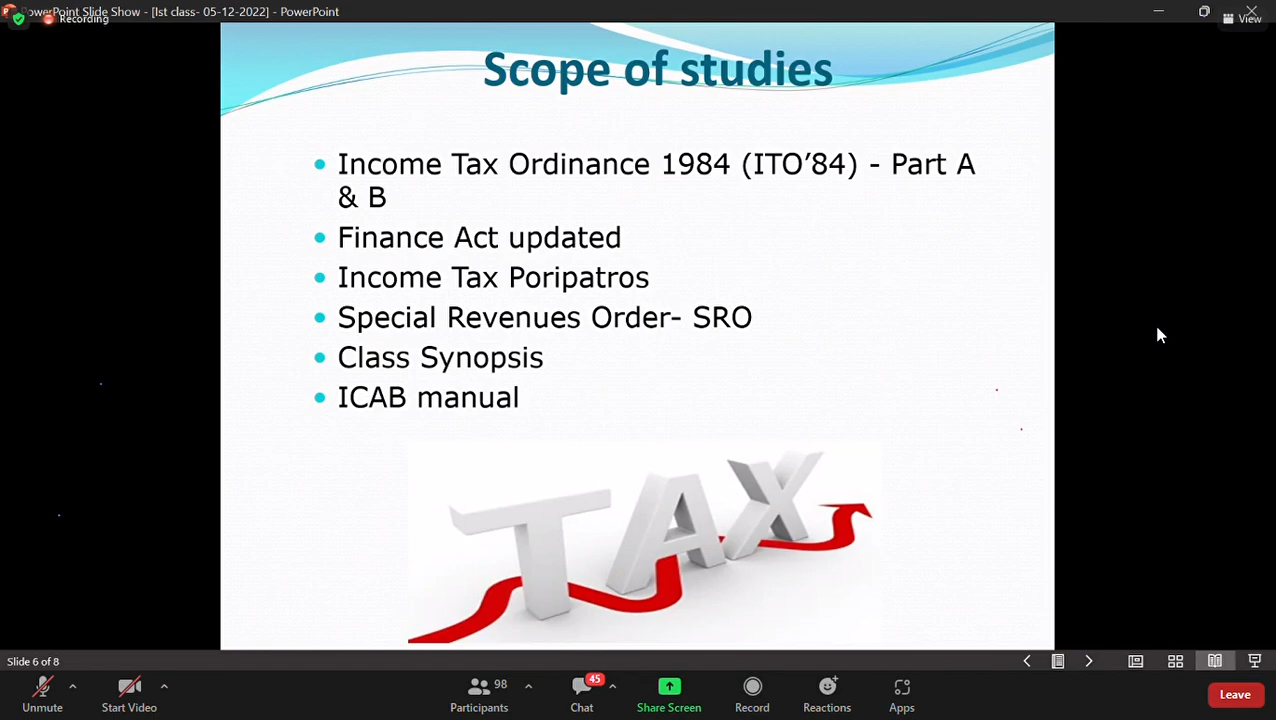 PowerPoint Slide Show - [Ist class- 05-12-2022] - PowerPoint
Recording
View
Scope of studies
• Income Tax Ordinance 1984 (ITO’84) - Part A
& B
• Finance Act updated
• Income Tax Poripatros
• Special Revenues Order- SRO
• Class Synopsis
• ICAB manual
TAX
Slide 6 of 8
98
45
Unmute
Start Video
Participants
Chat
Share Screen
Record
Reactions
Apps
Leave